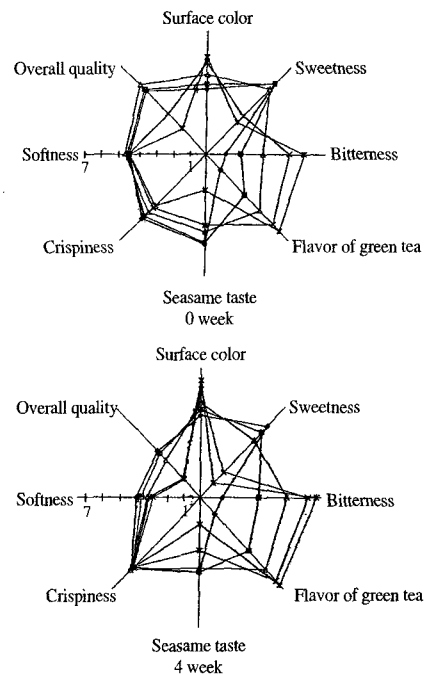 Surface color
Overall quality
Sweetness
Softness
7
1
Bitterness
Crispiness
Flavor of green tea
Seasame taste
0 week
Surface color
Overall quality
Sweetness
Softness
7
1
Bitterness
Crispiness
Flavor of green tea
Seasame taste
4 week